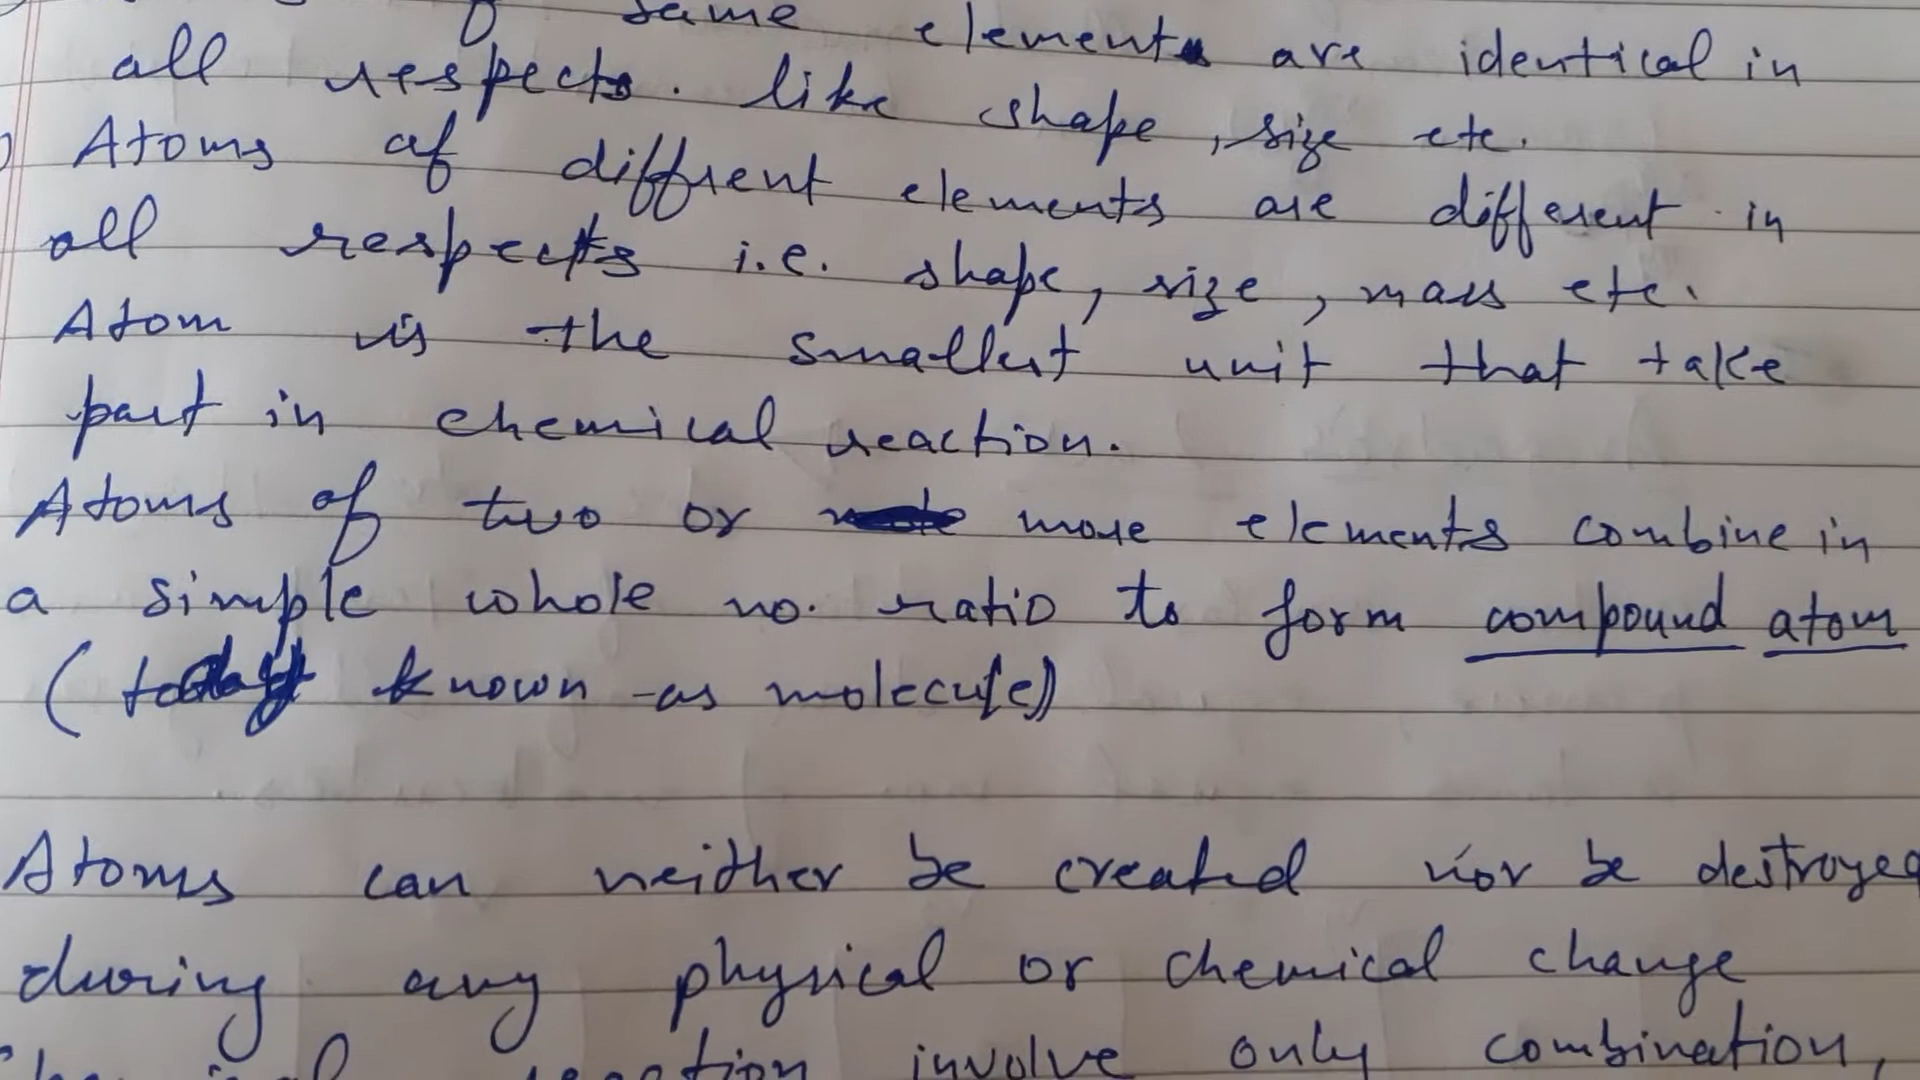 of same elements are identical in
all respects. like shape, size etc.
Atoms of diffrent elements are different in
all respects i.e. shape, size, mass etc.
Atom is the smallest unit that take
part in chemical reaction.
Atoms of two or more elements combine in
a simple whole no. ratio to form compound atom
(today known as molecule)
Atoms can neither be created nor be destroyed
during any physical or chemical change
reaction involve only combination,